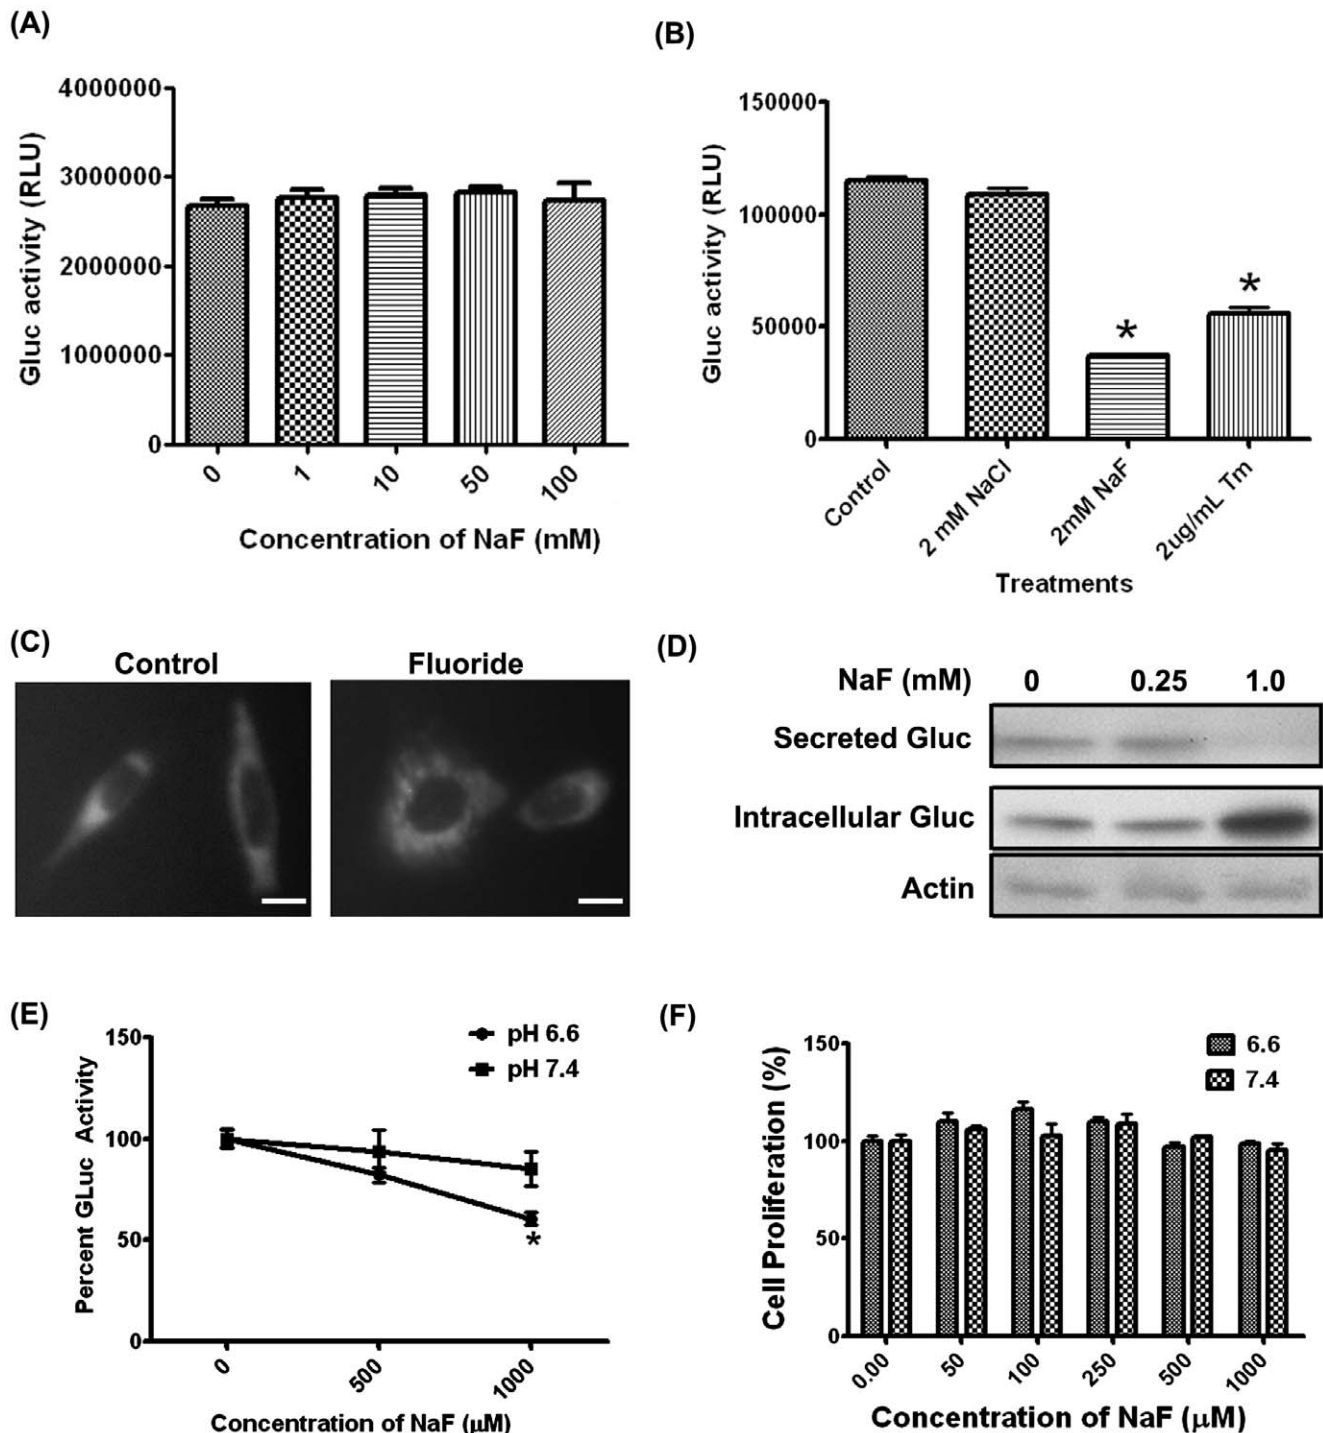 (A)
4000000
3000000
2000000
1000000
0
Gluc activity (RLU)
0
1
10
50
100
Concentration of NaF (mM)
(B)
150000
100000
50000
0
Gluc activity (RLU)
*
*
Control
2 mM NaCl
2mM NaF
2ug/mL Tm
Treatments
(C)
Control
Fluoride
(D)
NaF (mM) 0 0.25 1.0
Secreted Gluc
Intracellular Gluc
Actin
(E)
150
100
50
0
Percent GLuc Activity
pH 6.6
pH 7.4
*
0
500
1000
Concentration of NaF (µM)
(F)
150
100
50
0
Cell Proliferation (%)
6.6
7.4
0.00
50
100
250
500
1000
Concentration of NaF (µM)